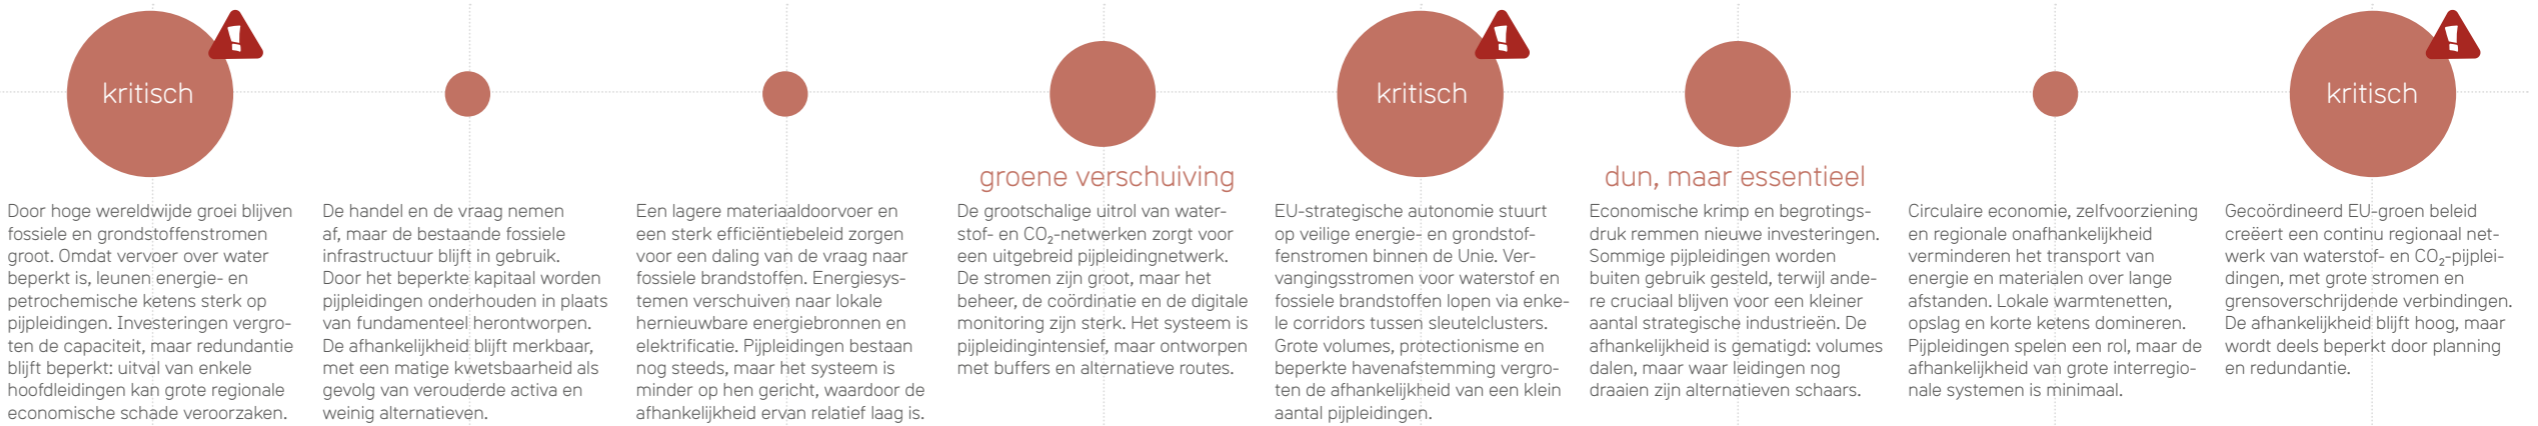 kritisch
Door hoge wereldwijde groei blijven
fossiele en grondstoffenstromen
groot. Omdat vervoer over water
beperkt is, leunen energie- en
petrochemische ketens sterk op
pijpleidingen. Investeringen vergro-
ten de capaciteit, maar redundantie
blijft beperkt: uitval van enkele
hoofdleidingen kan grote regionale
economische schade veroorzaken.
De handel en de vraag nemen
af, maar de bestaande fossiele
infrastructuur blijft in gebruik.
Door het beperkte kapitaal worden
pijpleidingen onderhouden in plaats
van fundamenteel herontworpen.
De afhankelijkheid blijft merkbaar,
met een matige kwetsbaarheid als
gevolg van verouderde activa en
weinig alternatieven.
Een lagere materiaaldoorvoer en
een sterk efficiëntiebeleid zorgen
voor een daling van de vraag naar
fossiele brandstoffen. Energiesys-
temen verschuiven naar lokale
hernieuwbare energiebronnen en
elektrificatie. Pijpleidingen bestaan
nog steeds, maar het systeem is
minder op hen gericht, waardoor de
afhankelijkheid ervan relatief laag is.
groene verschuiving
De grootschalige uitrol van water-
stof- en CO₂-netwerken zorgt voor
een uitgebreid pijpleidingnetwerk.
De stromen zijn groot, maar het
beheer, de coördinatie en de digitale
monitoring zijn sterk. Het systeem is
pijpleidingintensief, maar ontworpen
met buffers en alternatieve routes.
kritisch
EU-strategische autonomie stuurt
op veilige energie- en grondstof-
fenstromen binnen de Unie. Ver-
vangingsstromen voor waterstof en
fossiele brandstoffen lopen via enke-
le corridors tussen sleutelclusters.
Grote volumes, protectionisme en
beperkte havenafstemming vergro-
ten de afhankelijkheid van een klein
aantal pijpleidingen.
dun, maar essentieel
Economische krimp en begrotings-
druk remmen nieuwe investeringen.
Sommige pijpleidingen worden
buiten gebruik gesteld, terwijl ande-
re cruciaal blijven voor een kleiner
aantal strategische industrieën. De
afhankelijkheid is gematigd: volumes
dalen, maar waar leidingen nog
draaien zijn alternatieven schaars.
Circulaire economie, zelfvoorziening
en regionale onafhankelijkheid
verminderen het transport van
energie en materialen over lange
afstanden. Lokale warmtenetten,
opslag en korte ketens domineren.
Pijpleidingen spelen een rol, maar de
afhankelijkheid van grote interregio-
nale systemen is minimaal.
kritisch
Gecoördineerd EU-groen beleid
creëert een continu regionaal net-
werk van waterstof- en CO₂-pijplei-
dingen, met grote stromen en
grensoverschrijdende verbindingen.
De afhankelijkheid blijft hoog, maar
wordt deels beperkt door planning
en redundantie.